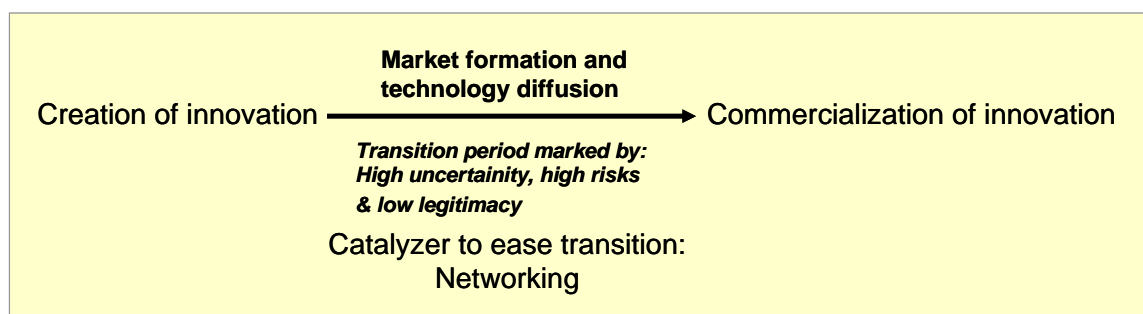 Market formation and
technology diffusion
Creation of innovation
Commercialization of innovation
Transition period marked by:
High uncertainity, high risks
& low legitimacy
Catalyzer to ease transition:
Networking